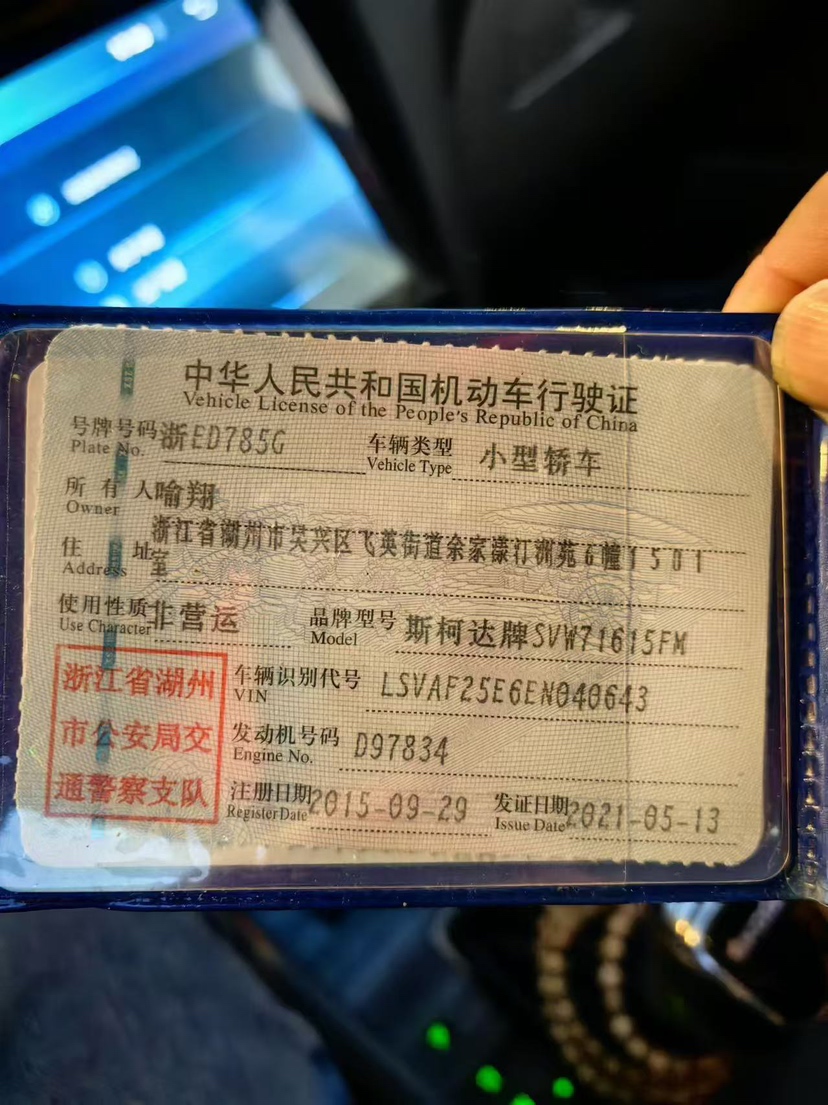 中华人民共和国机动车行驶证
Vehicle License of the People's Republic of China
号牌号码 浙ED785G 车辆类型 小型轿车
Plate No. Vehicle Type
所有人 喻翔
Owner
浙江省湖州市吴兴区飞英街道余家漾汀洲苑6幢1501
住址 室
Address
使用性质 非营运 品牌型号 斯柯达牌SVW71615FM
Use Character Model
浙江省湖州
市公安局交
通警察支队
车辆识别代号 LSVAF25E6EN040643
VIN
发动机号码 D97834
Engine No.
注册日期 2015-09-29 发证日期 2021-05-13
Register Date Issue Date